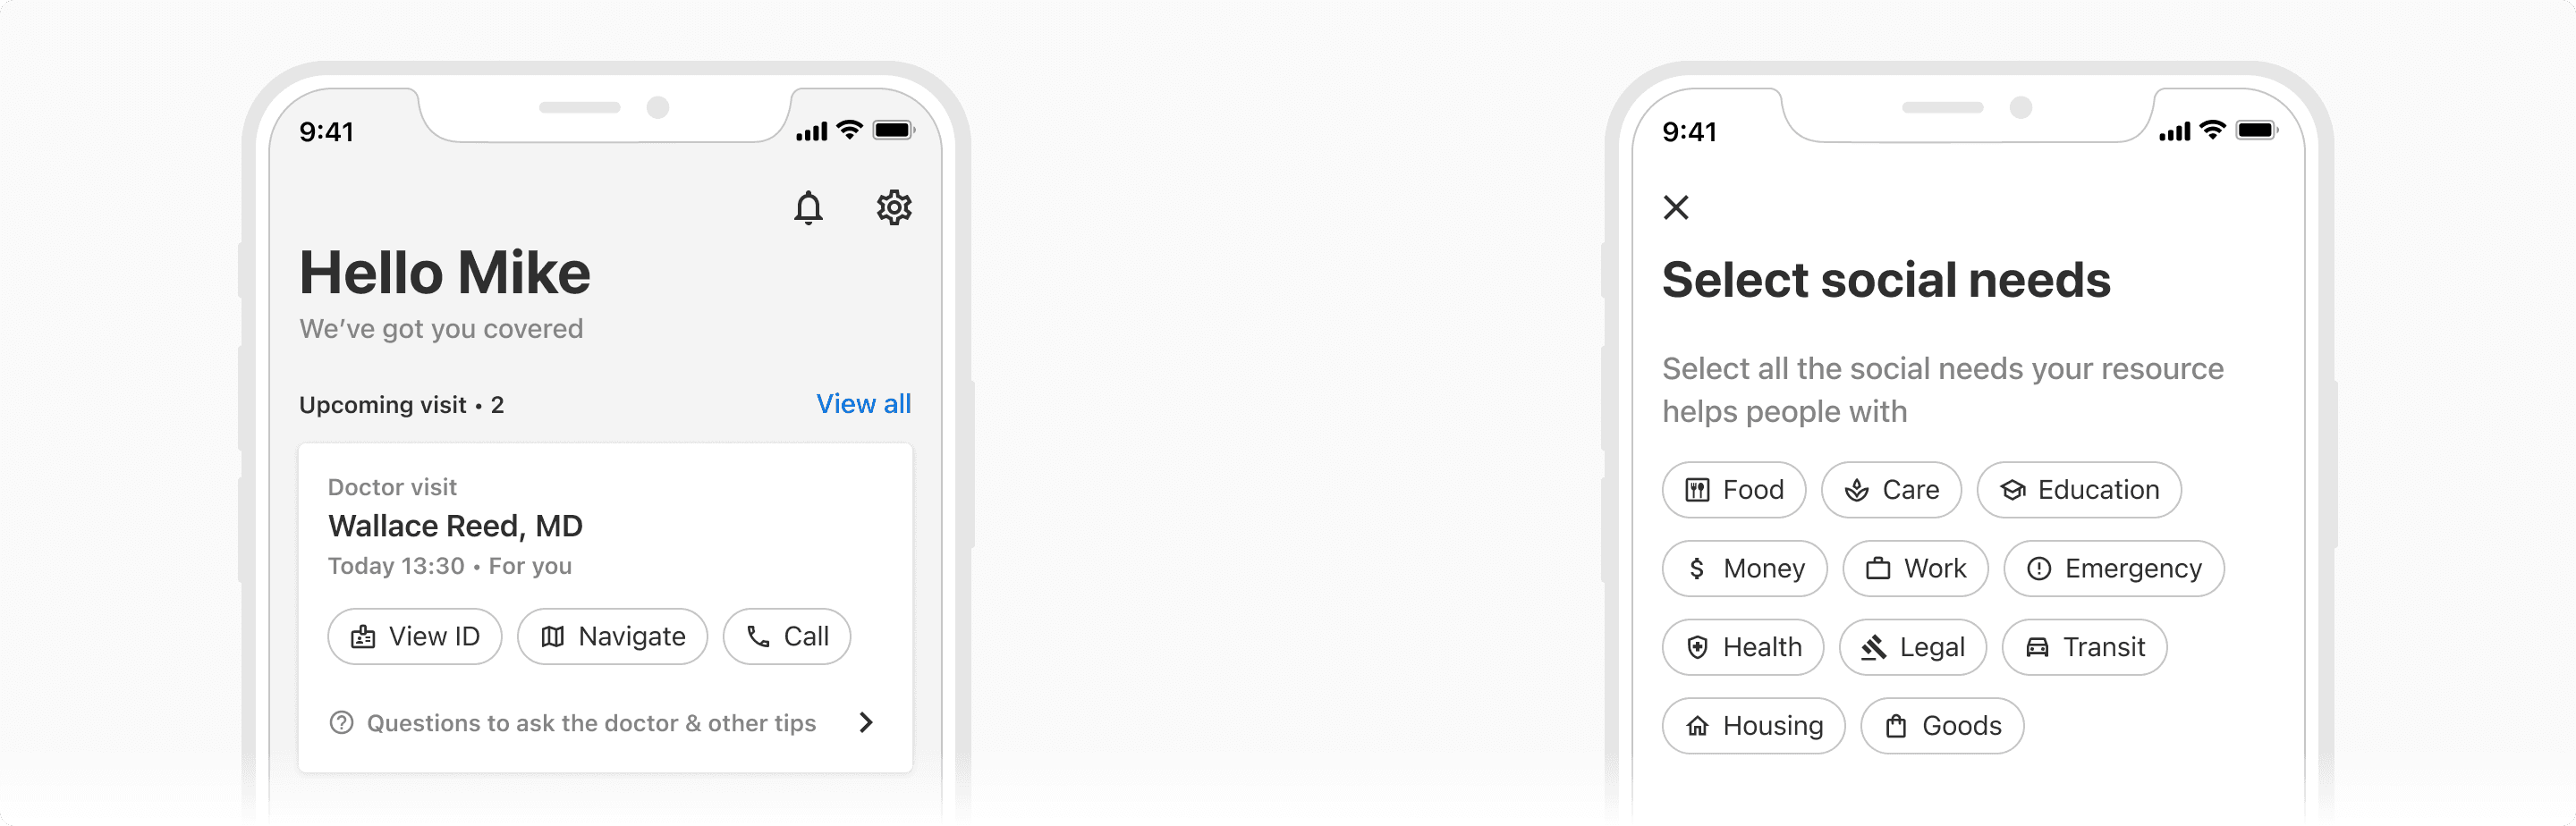 9:41
Hello Mike
We’ve got you covered
Upcoming visit • 2
View all
Doctor visit
Wallace Reed, MD
Today 13:30 • For you
View ID
Navigate
Call
Questions to ask the doctor & other tips
9:41
Select social needs
Select all the social needs your resource
helps people with
Food
Care
Education
Money
Work
Emergency
Health
Legal
Transit
Housing
Goods